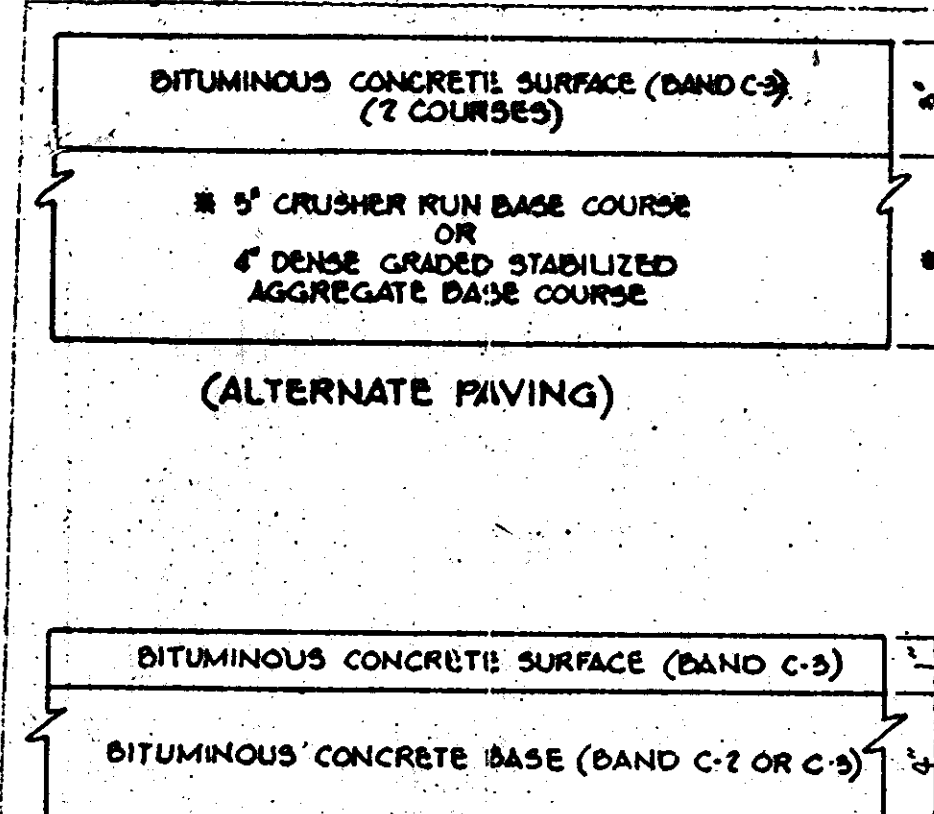 BITUMINOUS CONCRETE SURFACE (BAND C-3)
(2 COURSES)
* 5" CRUSHER RUN BASE COURSE
OR
4" DENSE GRADED STABILIZED
AGGREGATE BASE COURSE
*
(ALTERNATE PAVING)
BITUMINOUS CONCRETE SURFACE (BAND C-3)
BITUMINOUS CONCRETE BASE (BAND C-2 OR C-3)